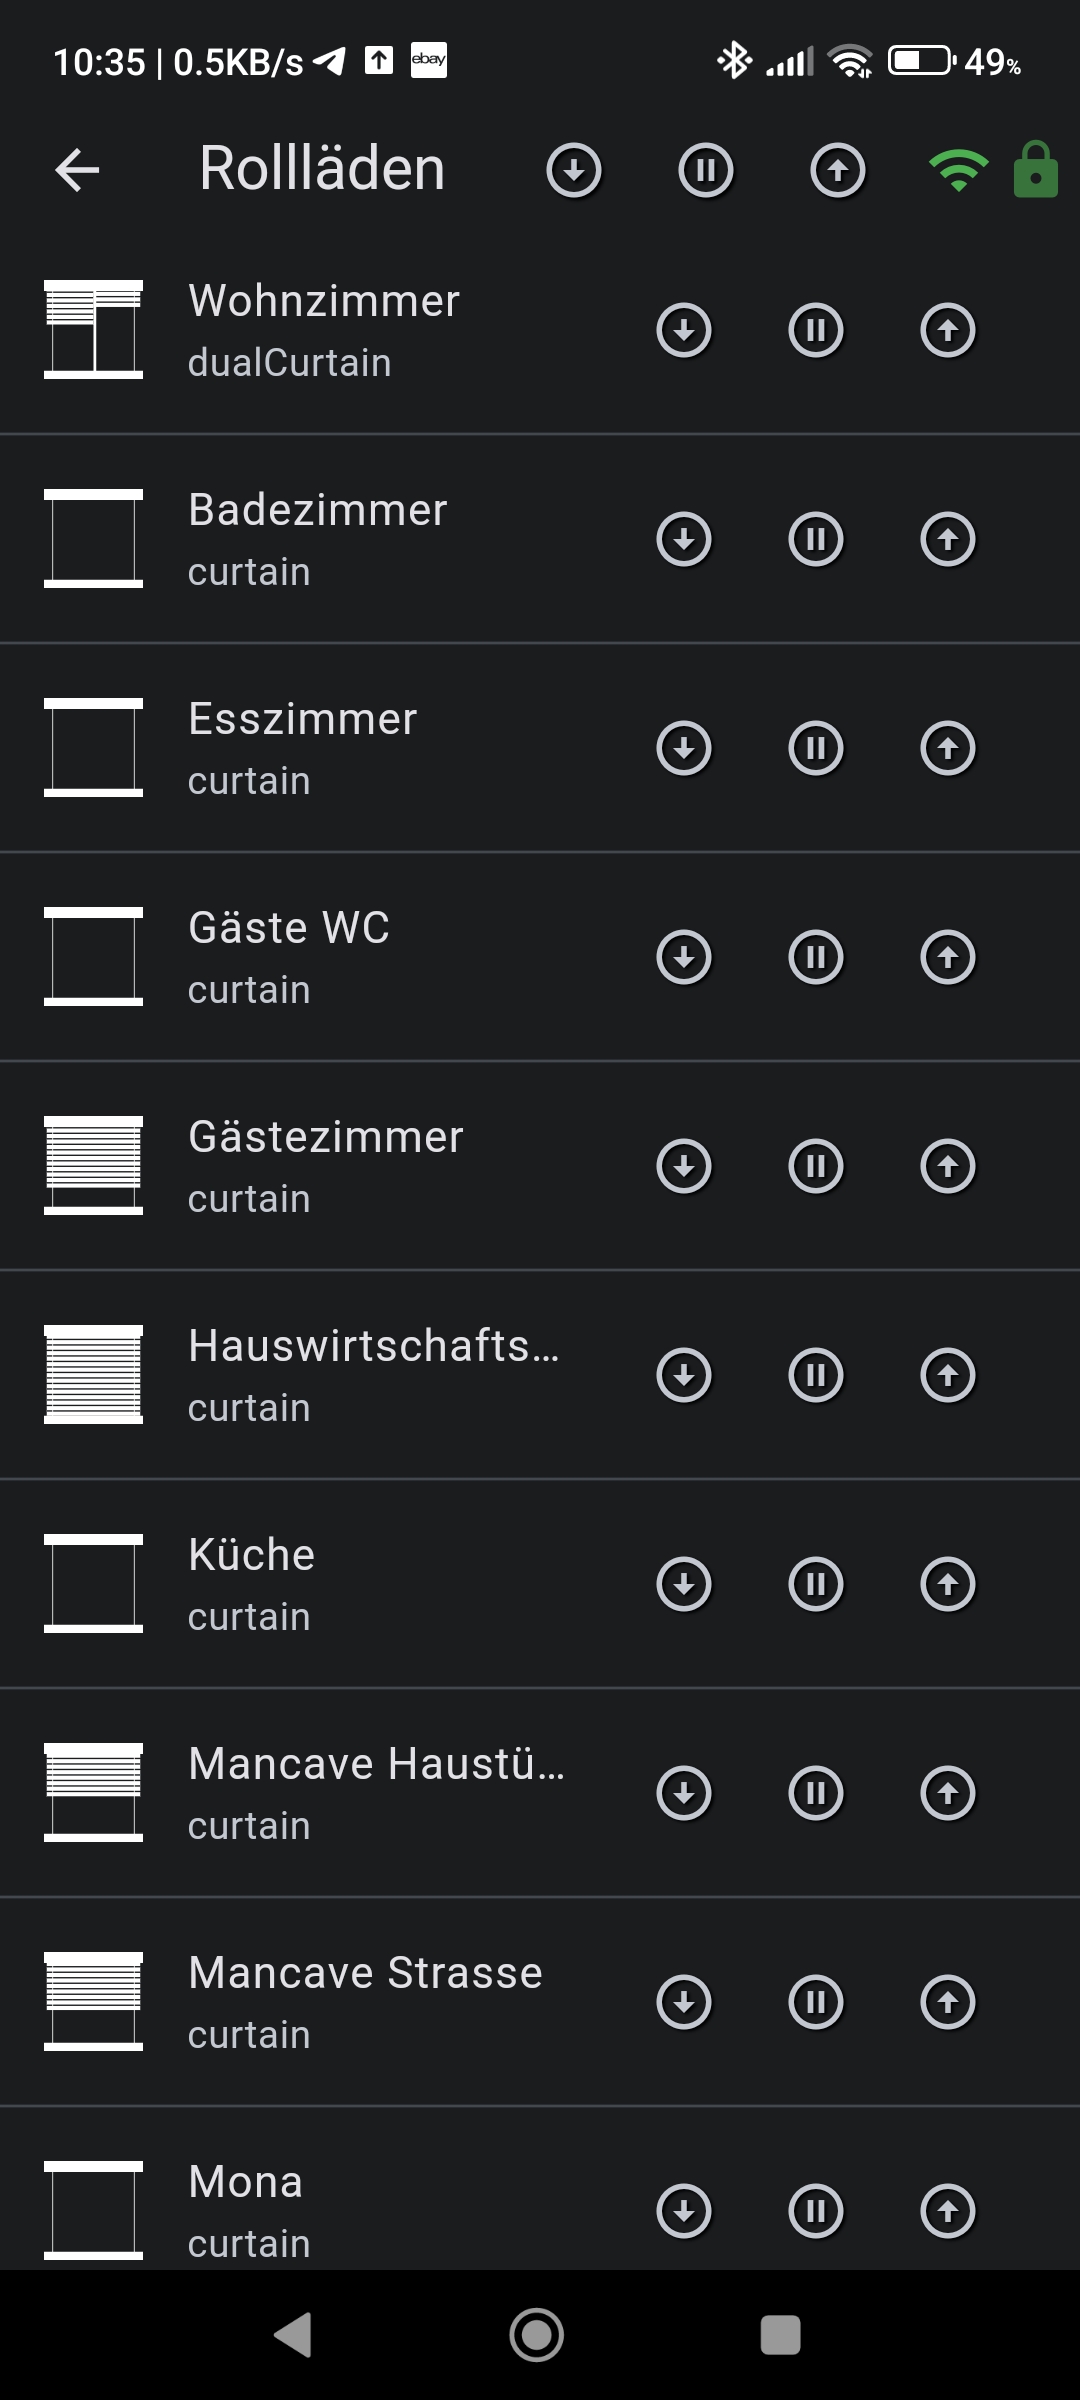 10:35 | 0.5KB/s ebay 49%
Rollläden
Wohnzimmer
dualCurtain
Badezimmer
curtain
Esszimmer
curtain
Gäste WC
curtain
Gästezimmer
curtain
Hauswirtschafts...
curtain
Küche
curtain
Mancave Haustü...
curtain
Mancave Strasse
curtain
Mona
curtain